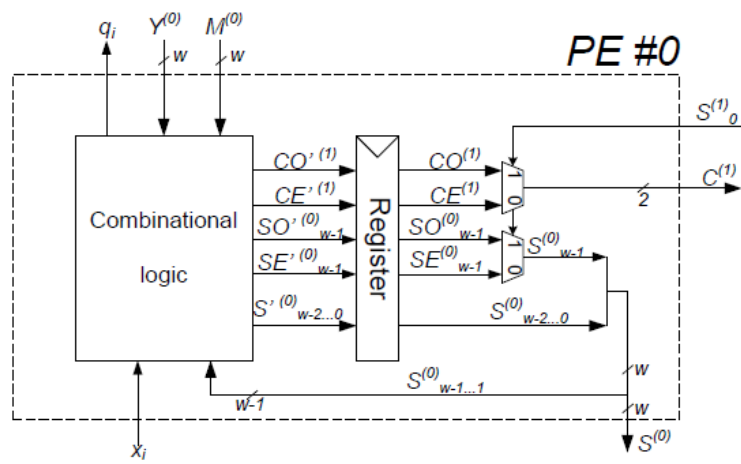 q_i Y^(0) M^(0)
w w
PE #0
S^(1)_0
CO'^(1) CO^(1)
1
C^(1)
CE'^(1) CE^(1)
0
2
Combinational logic
Register
SO'^(0)_w-1 SO^(0)_w-1
1
S^(0)_w-1
SE'^(0)_w-1 SE^(0)_w-1
0
S'^(0)_w-2...0 S^(0)_w-2...0
w
S^(0)_w-1...1
w-1
w
x_i
S^(0)